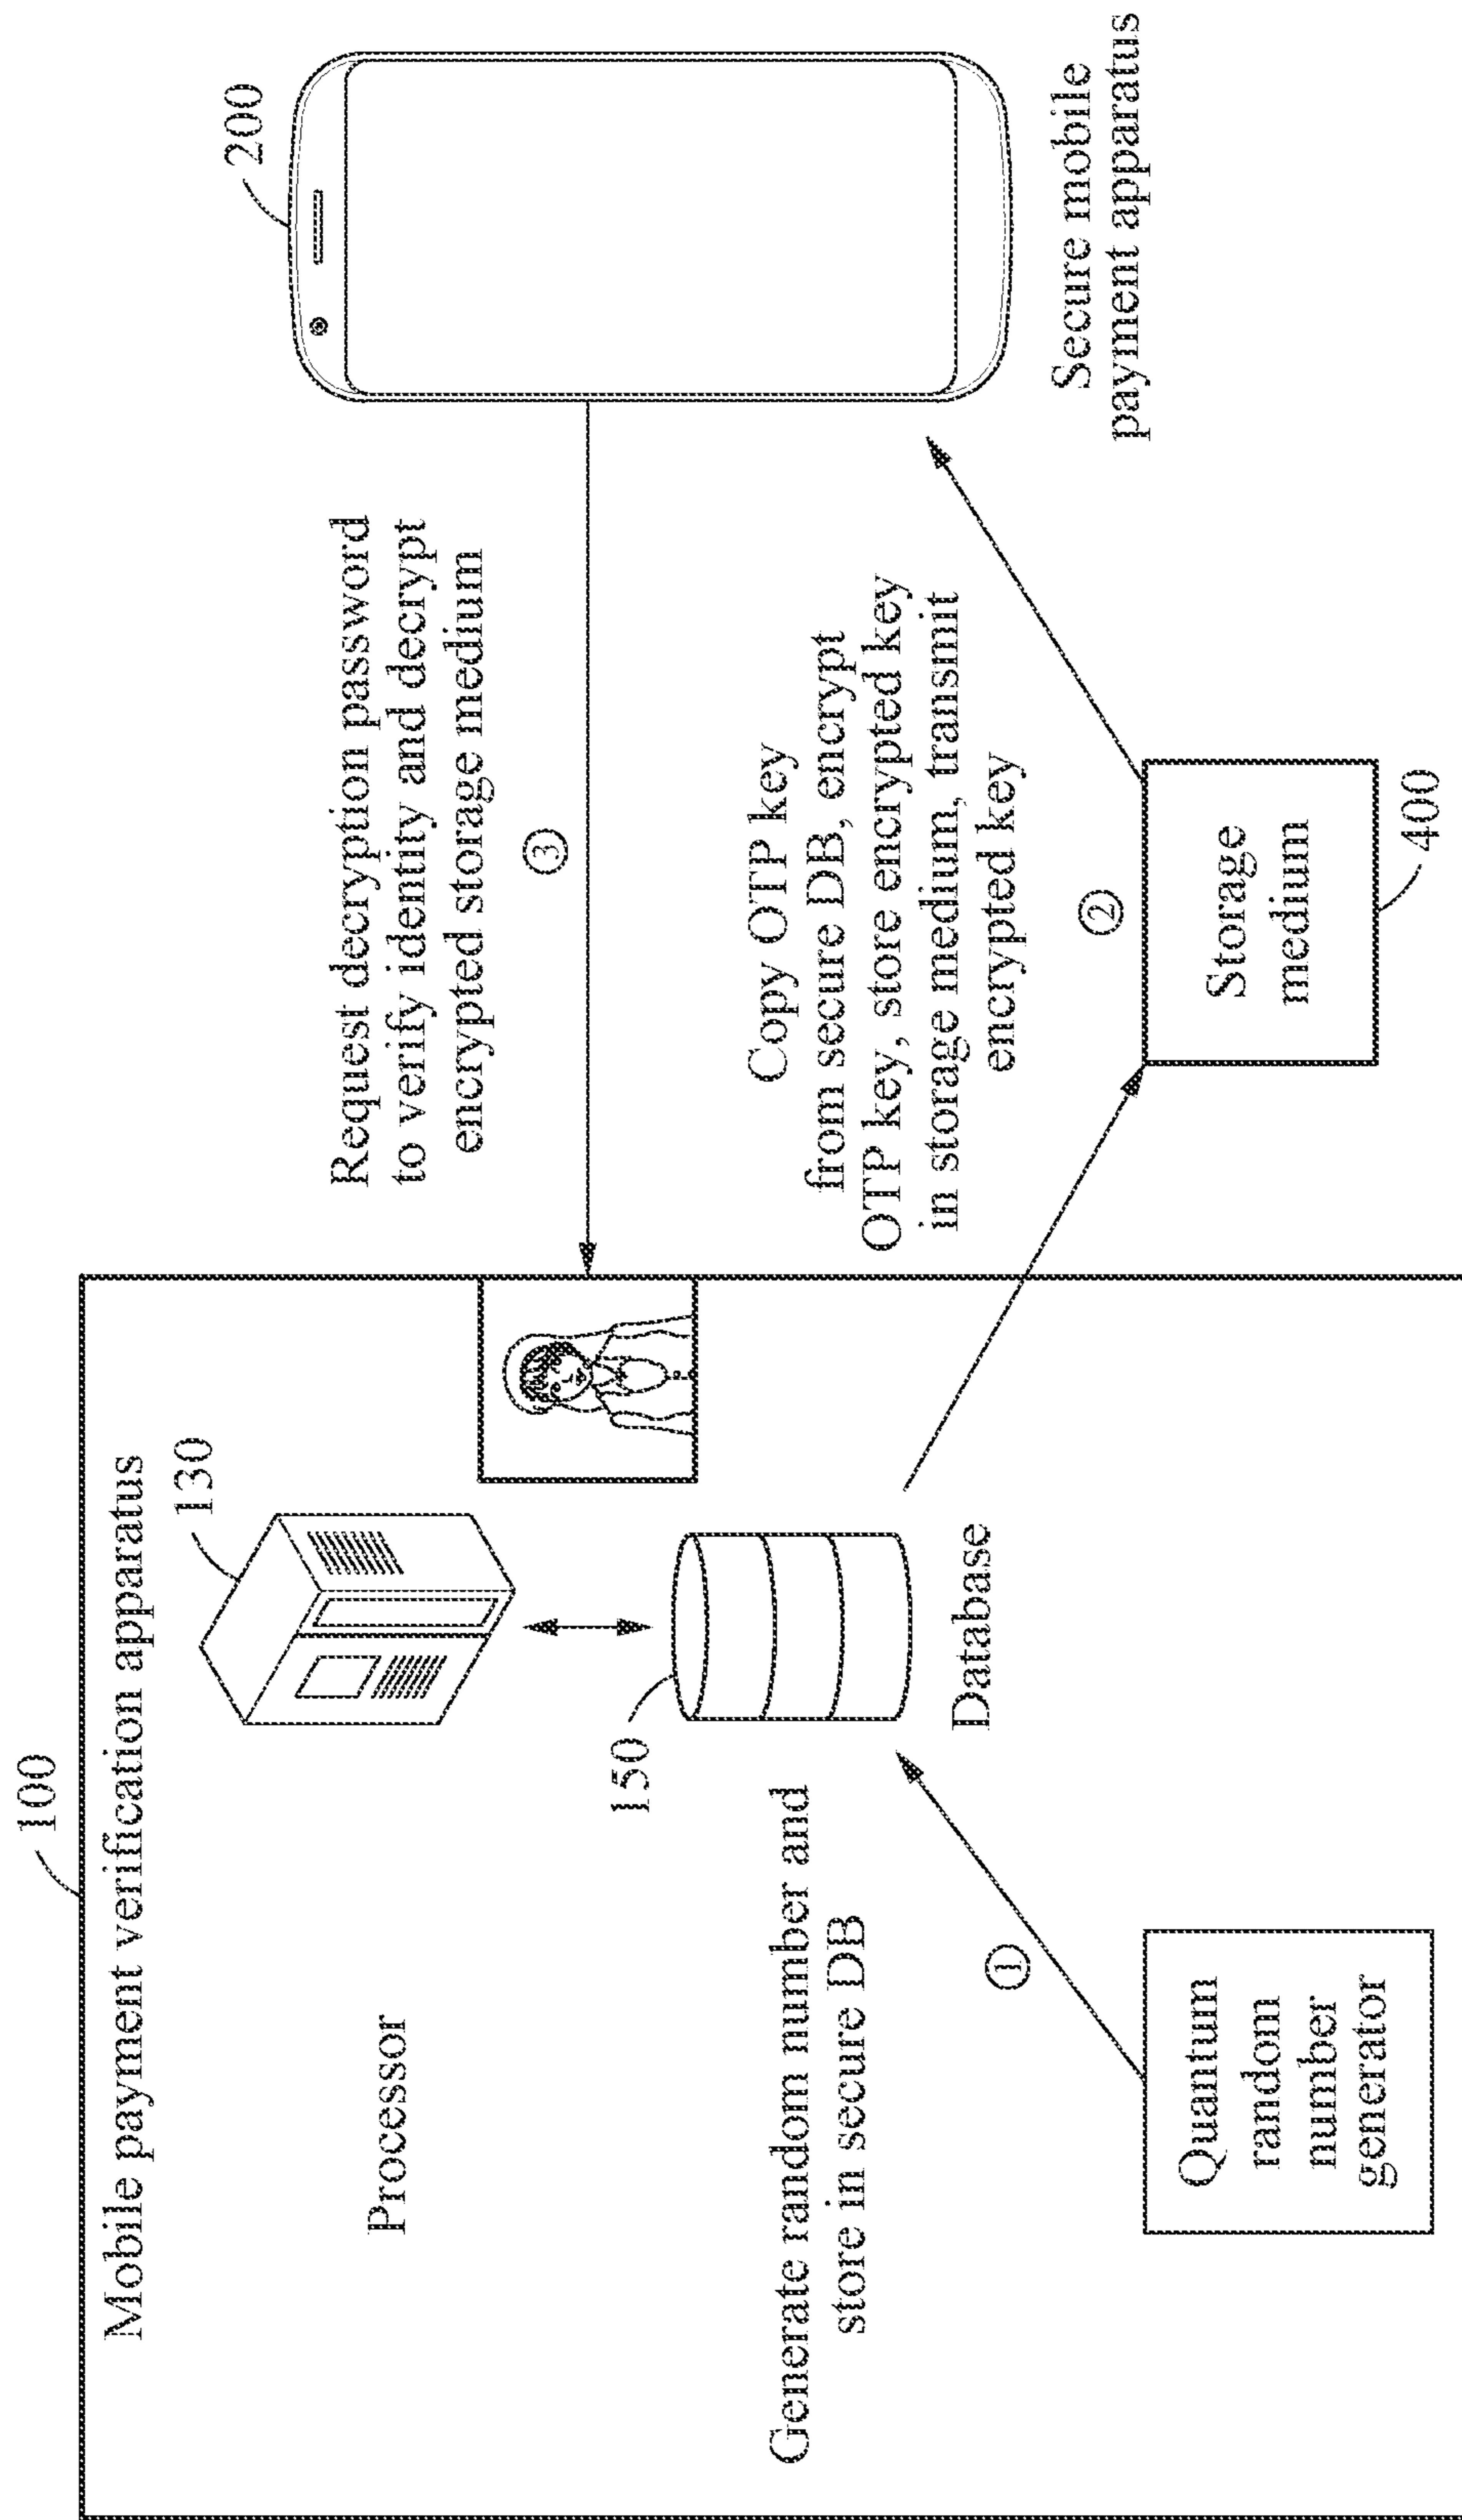 100
Mobile payment verification apparatus
130
Processor
150
Database
Generate random number and
store in secure DB
①
Quantum
random
number
generator
Request decryption password
to verify identity and decrypt
encrypted storage medium
③
Copy OTP key
from secure DB, encrypt
OTP key, store encrypted key
in storage medium, transmit
encrypted key
②
Storage
medium
400
200
Secure mobile
payment apparatus